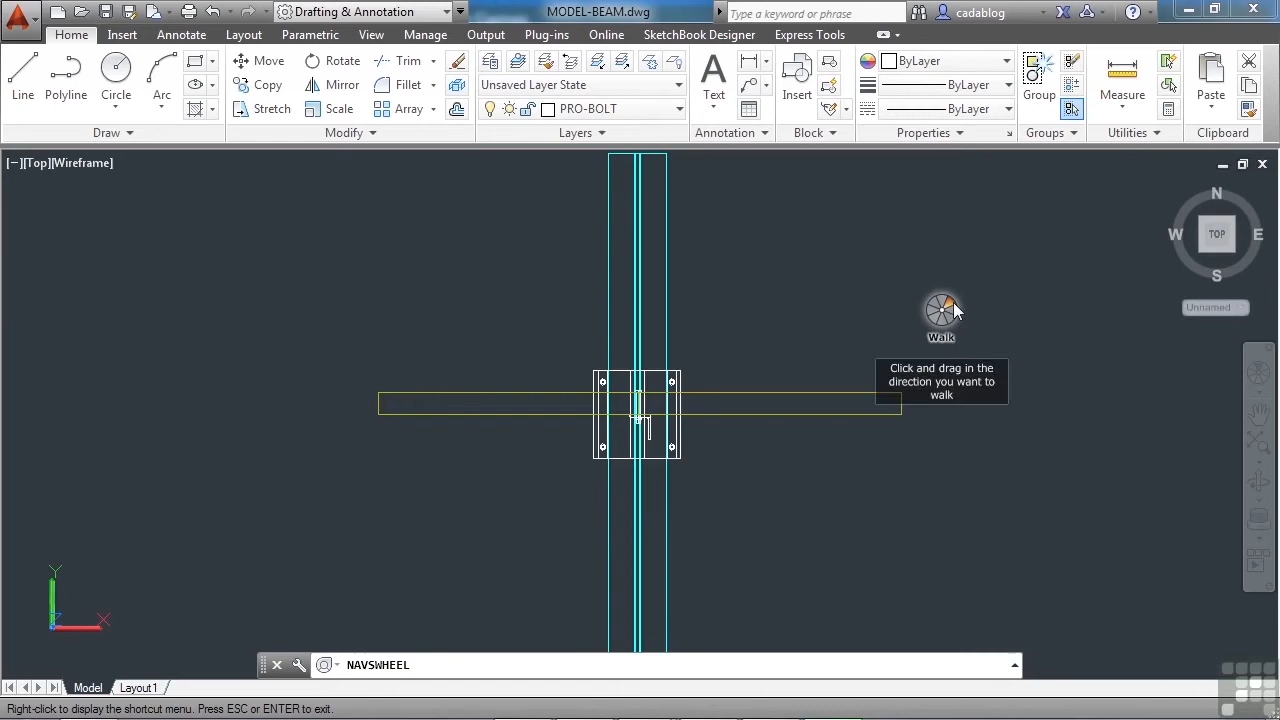 Drafting & Annotation
MODEL-BEAM.dwg
Type a keyword or phrase
cadablog
Home Insert Annotate Layout Parametric View Manage Output Plug-ins Online SketchBook Designer Express Tools
Line
Polyline
Circle
Arc
Draw
Move
Rotate
Trim
Copy
Mirror
Fillet
Stretch
Scale
Array
Modify
Unsaved Layer State
PRO-BOLT
Layers
Text
Annotation
Insert
Block
ByLayer
ByLayer
ByLayer
Properties
Group
Groups
Measure
Utilities
Paste
Clipboard
[−][Top][Wireframe]
N
W
TOP
E
S
Unnamed
Walk
Click and drag in the
direction you want to
walk
Y
Z
X
NAVSWHEEL
Model
Layout1
Right-click to display the shortcut menu. Press ESC or ENTER to exit.